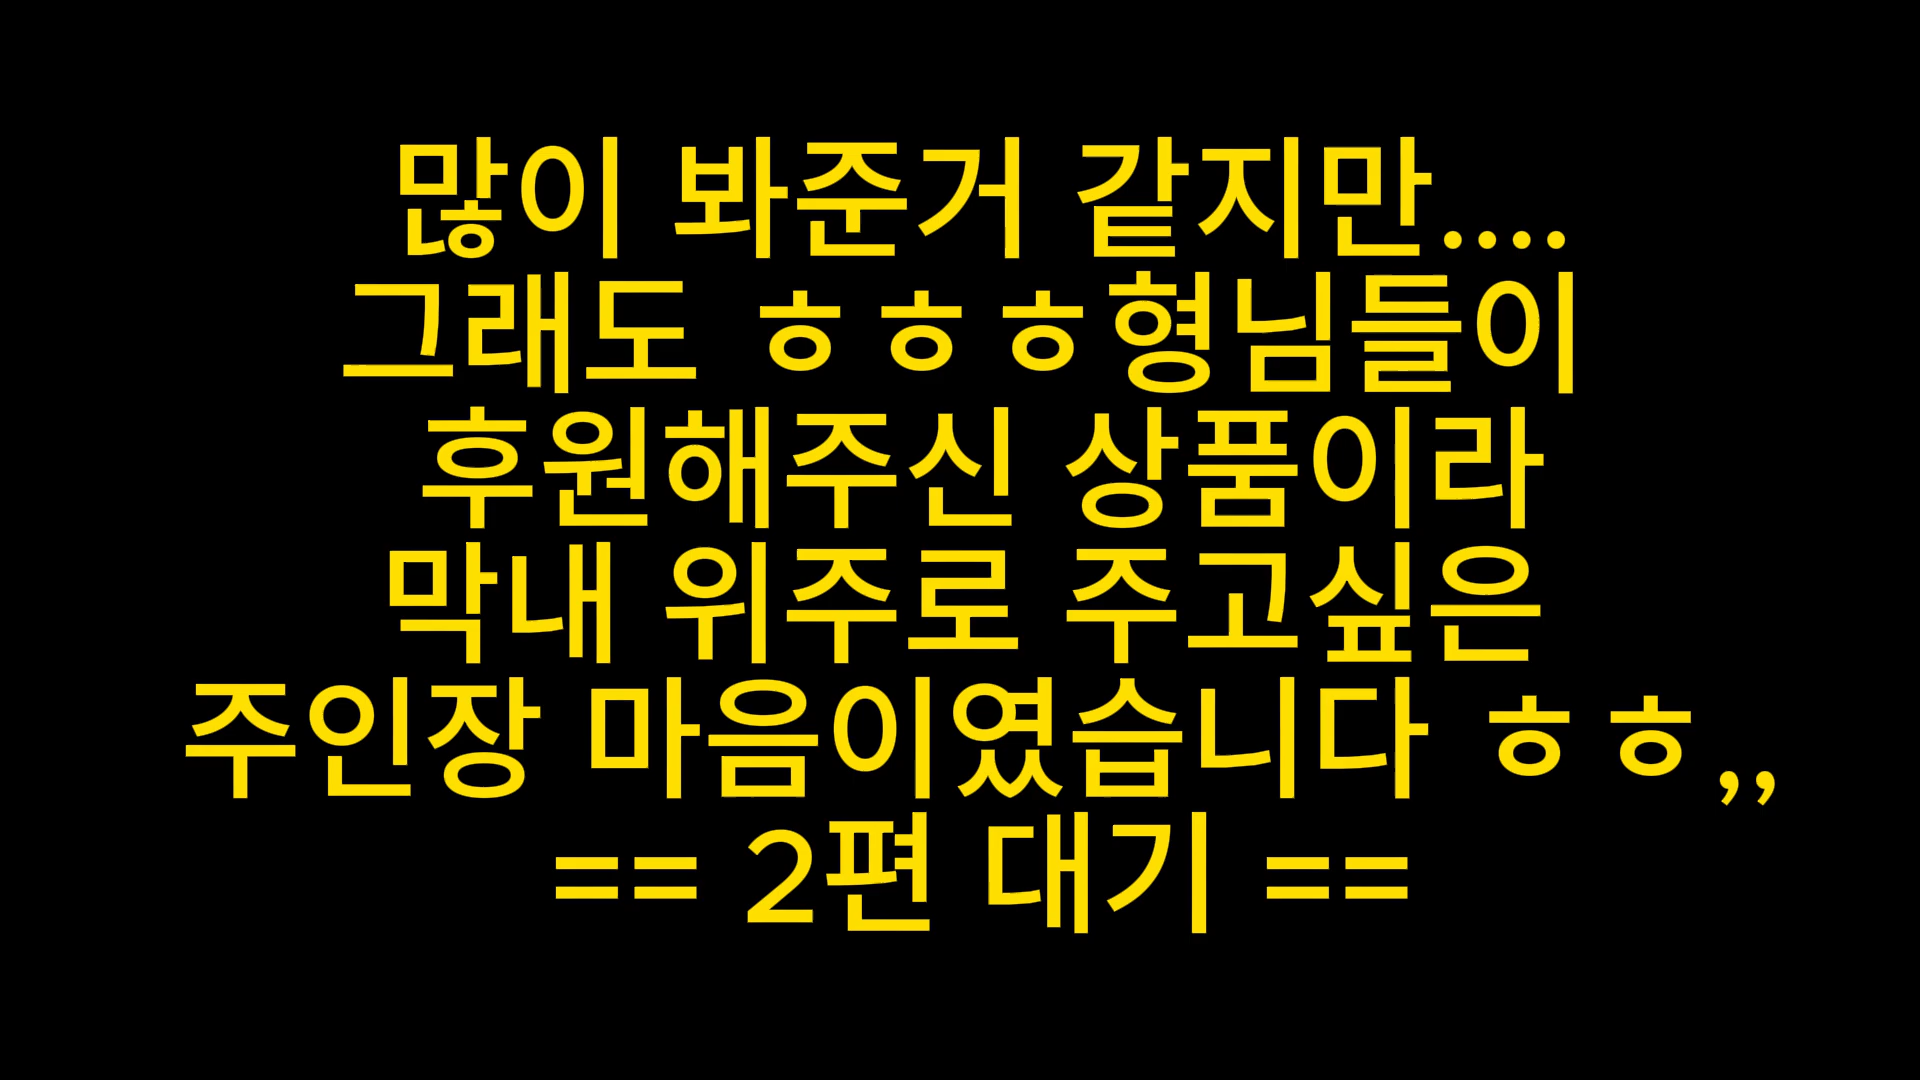 많이 봐준거 같지만....
그래도 ㅎㅎㅎ형님들이
후원해주신 상품이라
막내 위주로 주고싶은
주인장 마음이였습니다 ㅎㅎ,,
== 2편 대기 ==